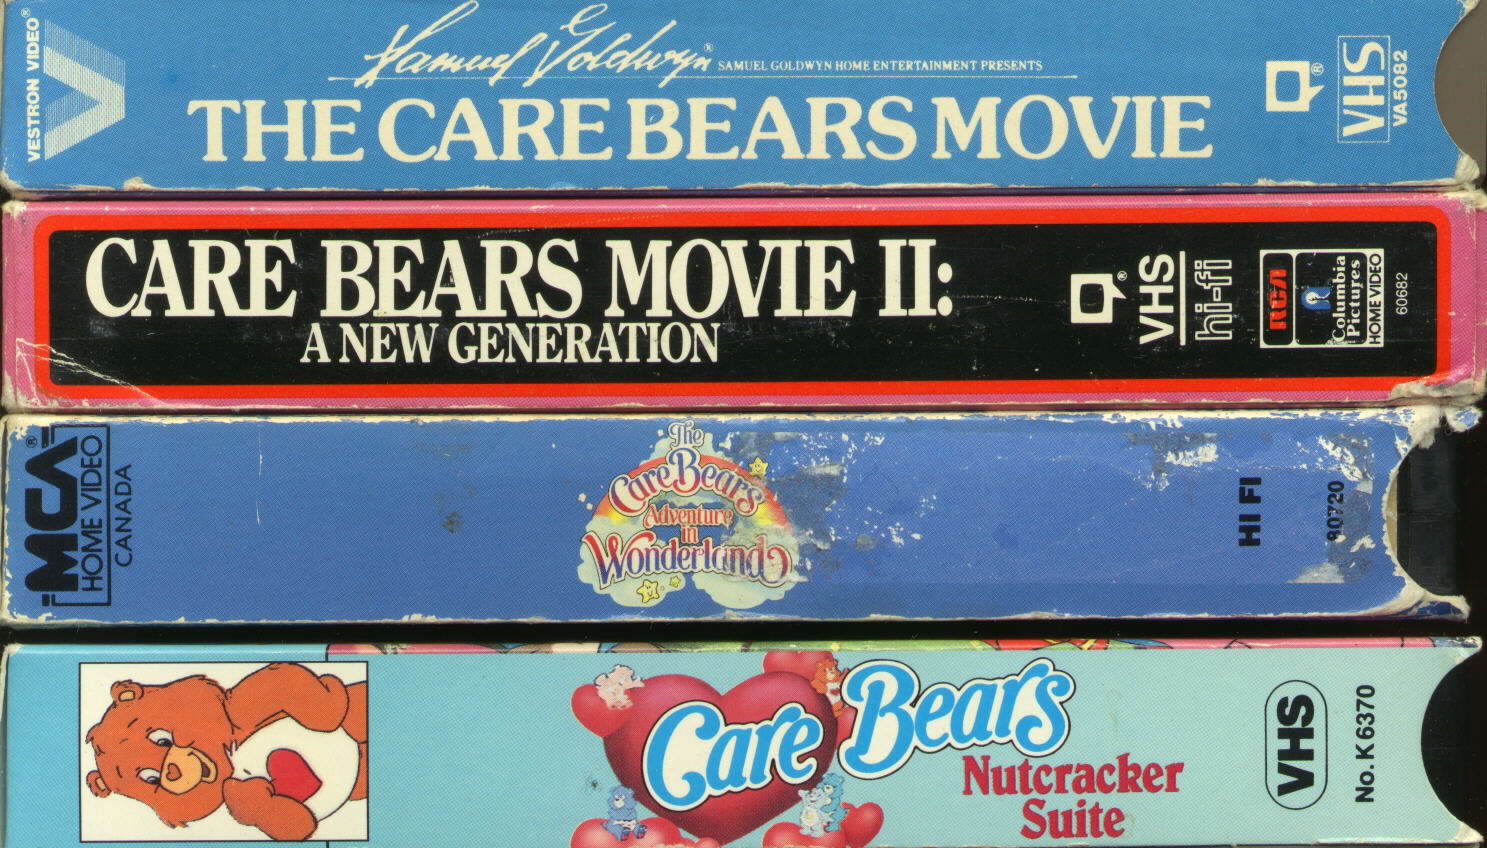 VESTRON VIDEO®
Samuel Goldwyn®
SAMUEL GOLDWYN HOME ENTERTAINMENT PRESENTS
THE CARE BEARS MOVIE
®
VHS
VA5082
CARE BEARS MOVIE II:
A NEW GENERATION
®
VHS
hi-fi
RCA
Columbia
Pictures
HOME VIDEO
60682
MCA®
HOME VIDEO
CANADA
The
Care Bears
Adventure
in
Wonderland
HI FI
80720
Care Bears
Nutcracker
Suite
VHS
No. K6370